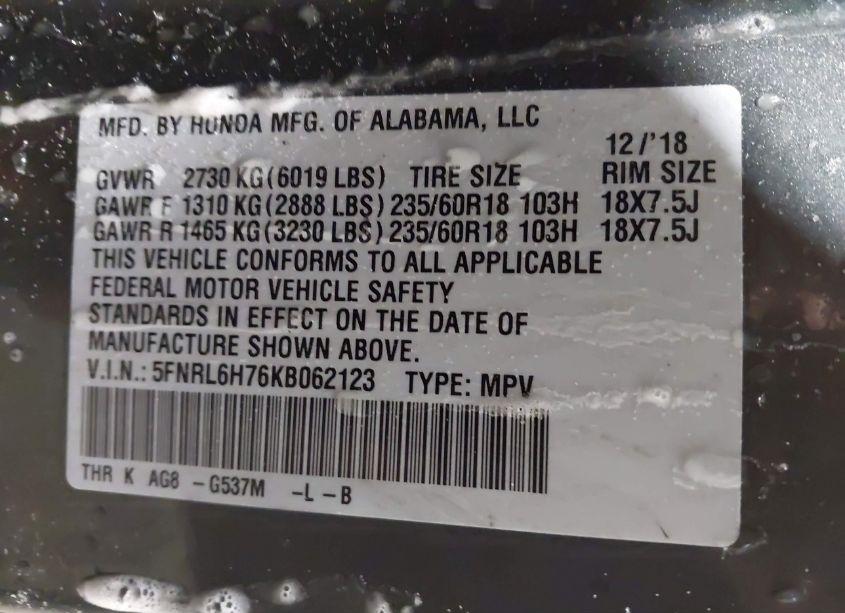 MFD. BY HONDA MFG. OF ALABAMA, LLC
12/'18
GVWR 2730 KG(6019 LBS) TIRE SIZE RIM SIZE
GAWR F 1310 KG(2888 LBS) 235/60R18 103H 18X7.5J
GAWR R 1465 KG(3230 LBS) 235/60R18 103H 18X7.5J
THIS VEHICLE CONFORMS TO ALL APPLICABLE
FEDERAL MOTOR VEHICLE SAFETY
STANDARDS IN EFFECT ON THE DATE OF
MANUFACTURE SHOWN ABOVE.
V.I.N.: 5FNRL6H76KB062123 TYPE: MPV
THR K AG8 -G537M -L -B